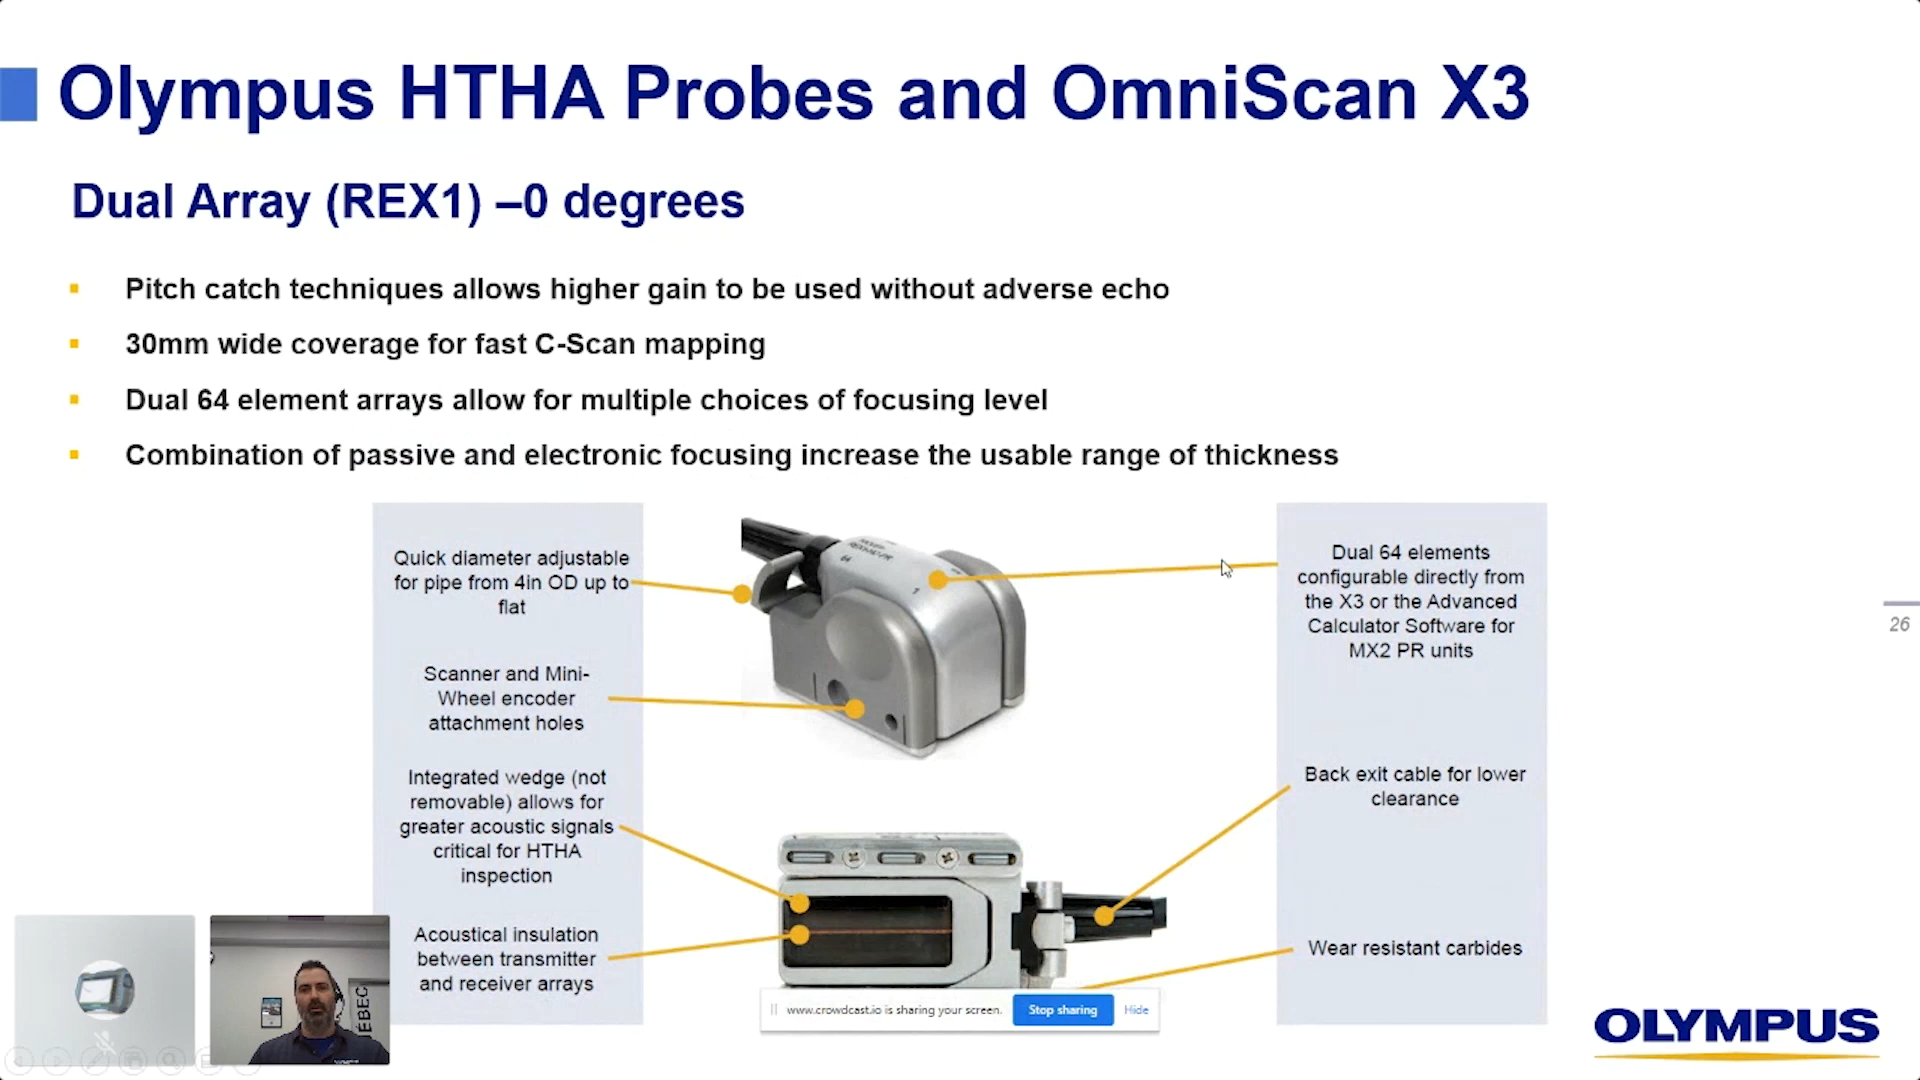 Olympus HTHA Probes and OmniScan X3
Dual Array (REX1) –0 degrees
Pitch catch techniques allows higher gain to be used without adverse echo
30mm wide coverage for fast C-Scan mapping
Dual 64 element arrays allow for multiple choices of focusing level
Combination of passive and electronic focusing increase the usable range of thickness
Quick diameter adjustable
for pipe from 4in OD up to
flat
Scanner and Mini-
Wheel encoder
attachment holes
Integrated wedge (not
removable) allows for
greater acoustic signals
critical for HTHA
inspection
Acoustical insulation
between transmitter
and receiver arrays
64
1
Dual 64 elements
configurable directly from
the X3 or the Advanced
Calculator Software for
MX2 PR units
Back exit cable for lower
clearance
Wear resistant carbides
26
www.crowdcast.io is sharing your screen.
Stop sharing
Hide
ÉBEC
OLYMPUS